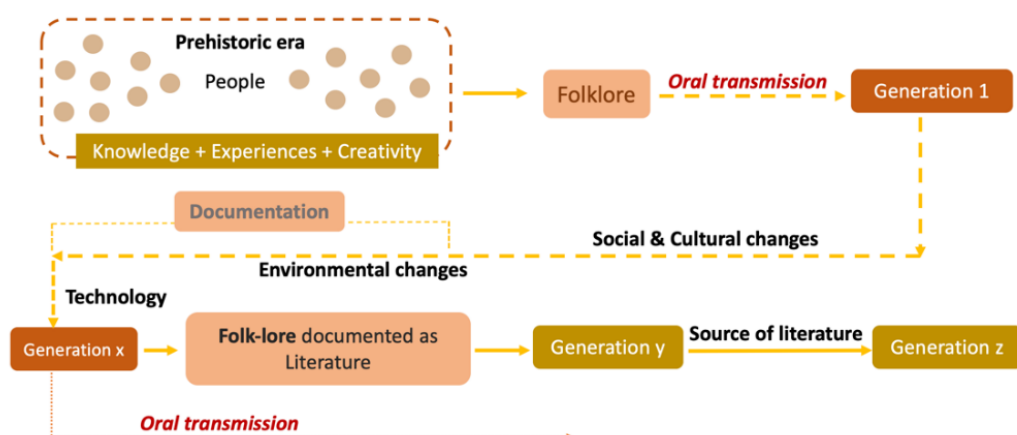 Prehistoric era
People
Knowledge + Experiences + Creativity
Folklore
Oral transmission
Generation 1
Documentation
Social & Cultural changes
Environmental changes
Technology
Generation x
Folk-lore documented as
Literature
Generation y
Source of literature
Generation z
Oral transmission